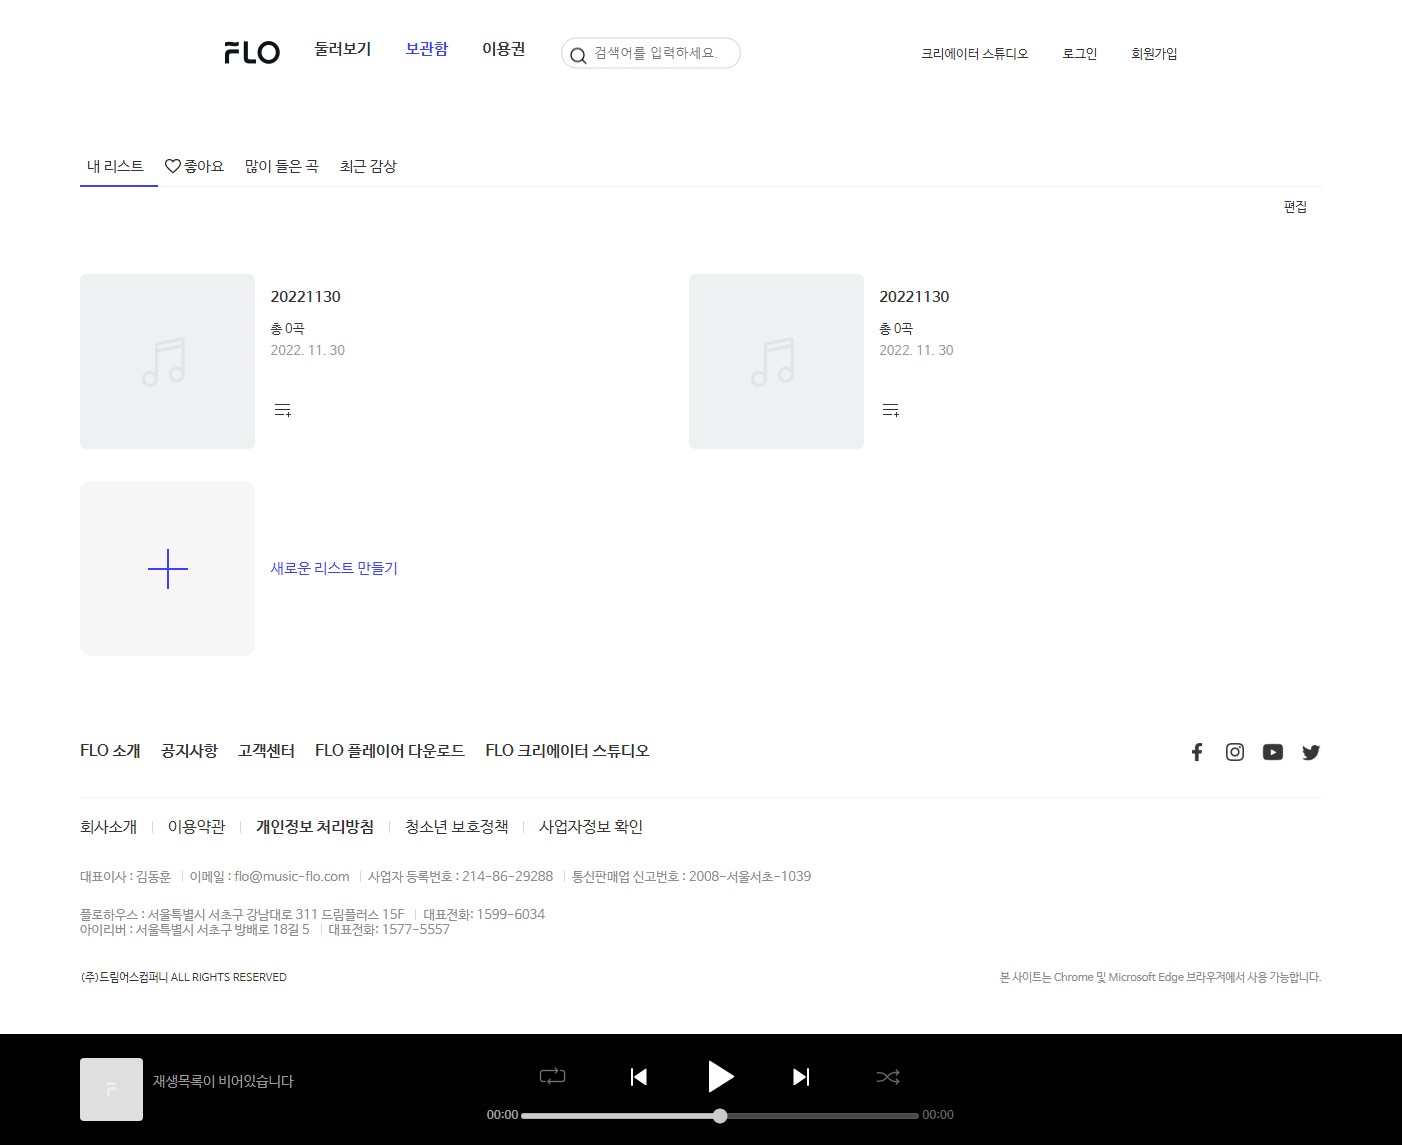 FLO 둘러보기 보관함 이용권 검색어를 입력하세요. 크리에이터 스튜디오 로그인 회원가입
내 리스트 좋아요 많이 들은 곡 최근 감상
편집
20221130
총 0곡
2022. 11. 30
20221130
총 0곡
2022. 11. 30
새로운 리스트 만들기
FLO 소개 공지사항 고객센터 FLO 플레이어 다운로드 FLO 크리에이터 스튜디오
회사소개 이용약관 개인정보 처리방침 청소년 보호정책 사업자정보 확인
대표이사 : 김동훈 이메일 : flo@music-flo.com 사업자 등록번호 : 214-86-29288 통신판매업 신고번호 : 2008-서울서초-1039
플로하우스 : 서울특별시 서초구 강남대로 311 드림플러스 15F 대표전화: 1599-6034
아이리버 : 서울특별시 서초구 방배로 18길 5 대표전화: 1577-5557
(주)드림어스컴퍼니 ALL RIGHTS RESERVED 본 사이트는 Chrome 및 Microsoft Edge 브라우저에서 사용 가능합니다.
재생목록이 비어있습니다
00:00 00:00